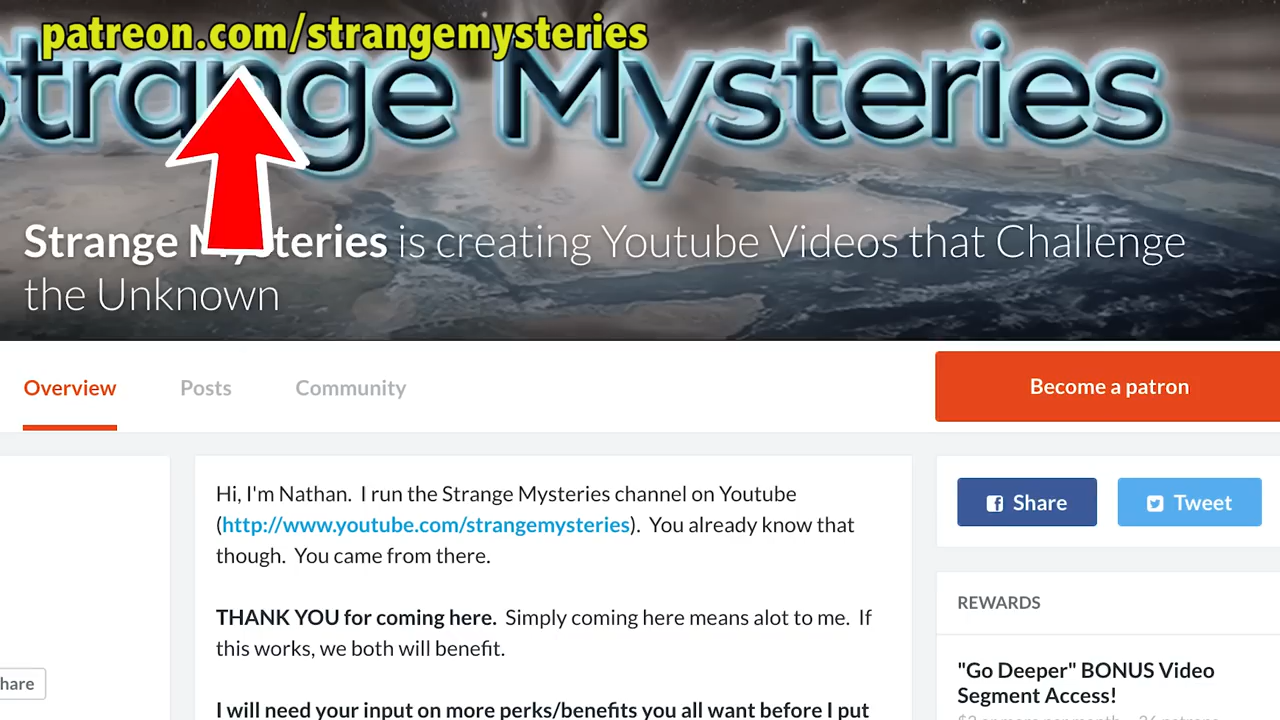 patreon.com/strangemysteries
Strange Mysteries
Strange Mysteries is creating Youtube Videos that Challenge
the Unknown
Overview Posts Community Become a patron
Hi, I'm Nathan. I run the Strange Mysteries channel on Youtube
(http://www.youtube.com/strangemysteries). You already know that
though. You came from there.
Share Tweet
THANK YOU for coming here. Simply coming here means alot to me. If
this works, we both will benefit.
REWARDS
"Go Deeper" BONUS Video
Segment Access!
hare
I will need your input on more perks/benefits you all want before I put